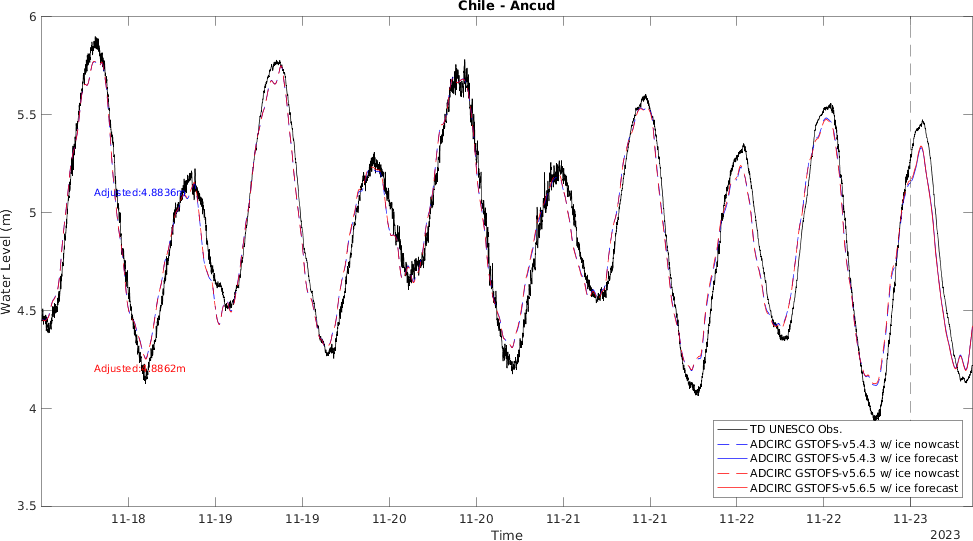 Chile - Ancud
6
5.5
5
4.5
4
3.5
Water Level (m)
Adjusted:4.8836m
Adjusted:4.8862m
TD UNESCO Obs.
ADCIRC GSTOFS-v5.4.3 w/ ice nowcast
ADCIRC GSTOFS-v5.4.3 w/ ice forecast
ADCIRC GSTOFS-v5.6.5 w/ ice nowcast
ADCIRC GSTOFS-v5.6.5 w/ ice forecast
11-18 11-19 11-19 11-20 11-20 11-21 11-21 11-22 11-22 11-23
Time
2023